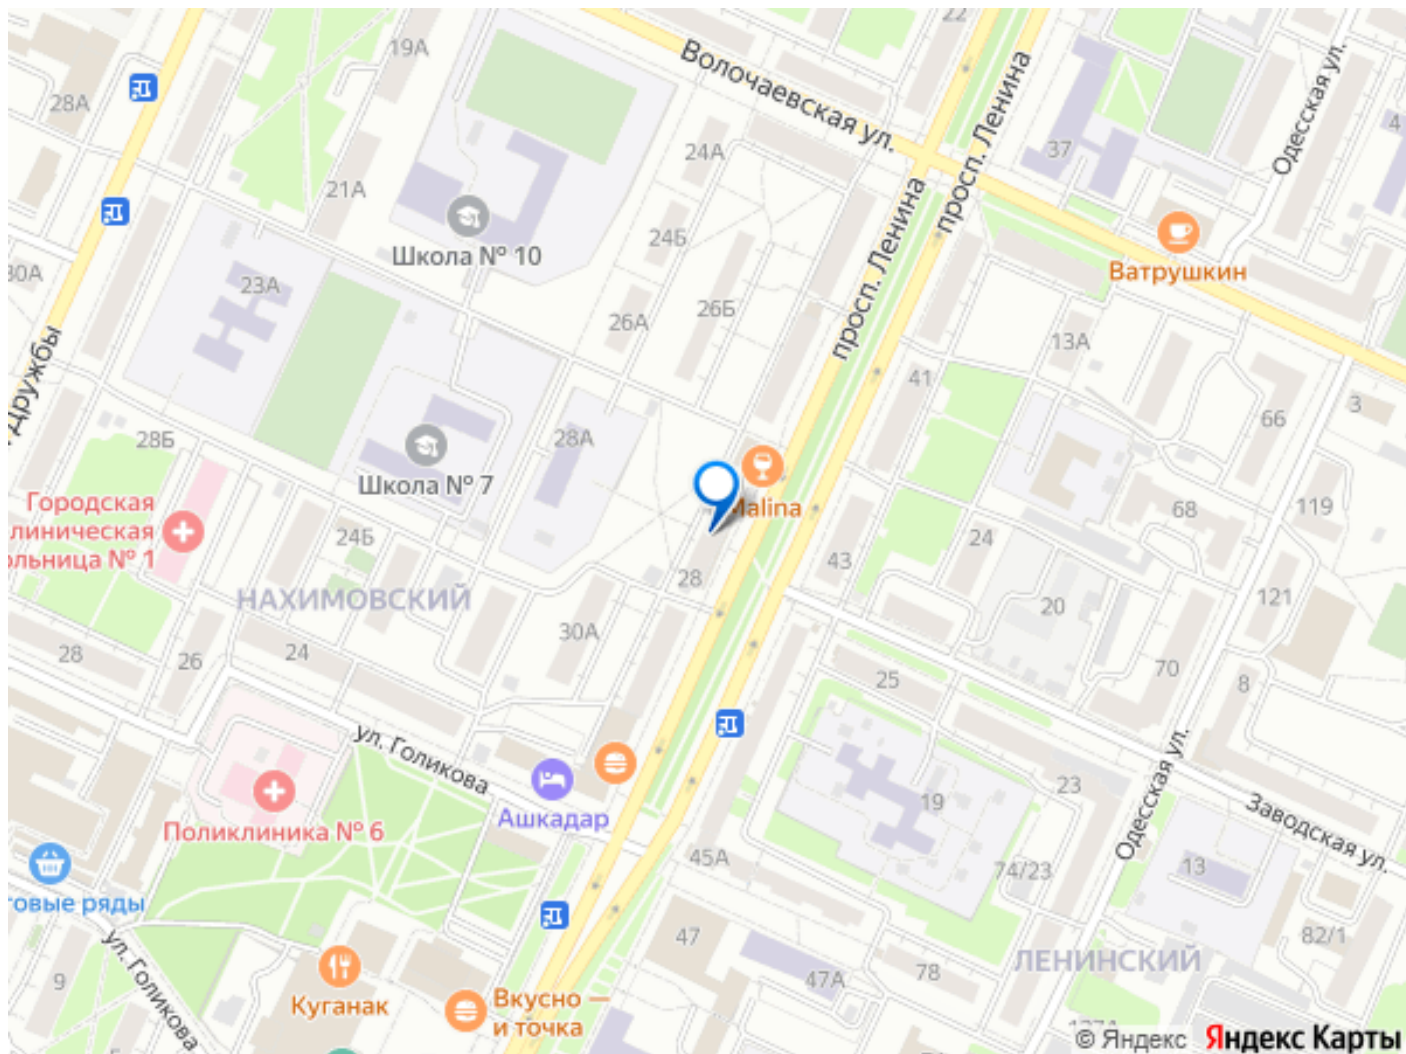 22
19А
Волочаевская ул.
просп. Ленина
Одесская ул.
28А
24А
37
4
21А
Школа № 10
24Б
просп. Ленина
Ватрушкин
30А
23А
26А
26Б
13А
Дружбы
41
3
66
28Б
28А
Школа № 7
Городская
линическая
ольница № 1
Malina
68
119
24Б
24
43
28
НАХИМОВСКИЙ
20
121
30А
28
26
24
25
70
8
ул. Голикова
Одесская ул.
Ашкадар
19
23
Заводская ул.
Поликлиника № 6
45А
74/23
13
товые ряды
ул. Голикова
47
82/1
9
47А
78
ЛЕНИНСКИЙ
Куганак
Вкусно —
и точка
© Яндекс Яндекс Карты